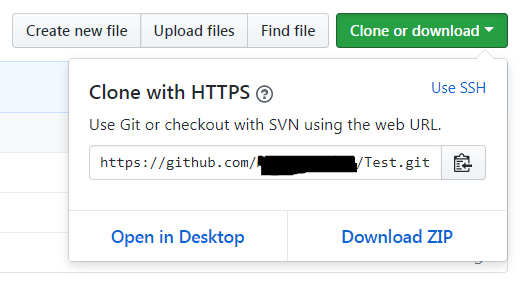 Create new file Upload files Find file Clone or download
Clone with HTTPS Use SSH
Use Git or checkout with SVN using the web URL.
https://github.com/ /Test.git
Open in Desktop Download ZIP